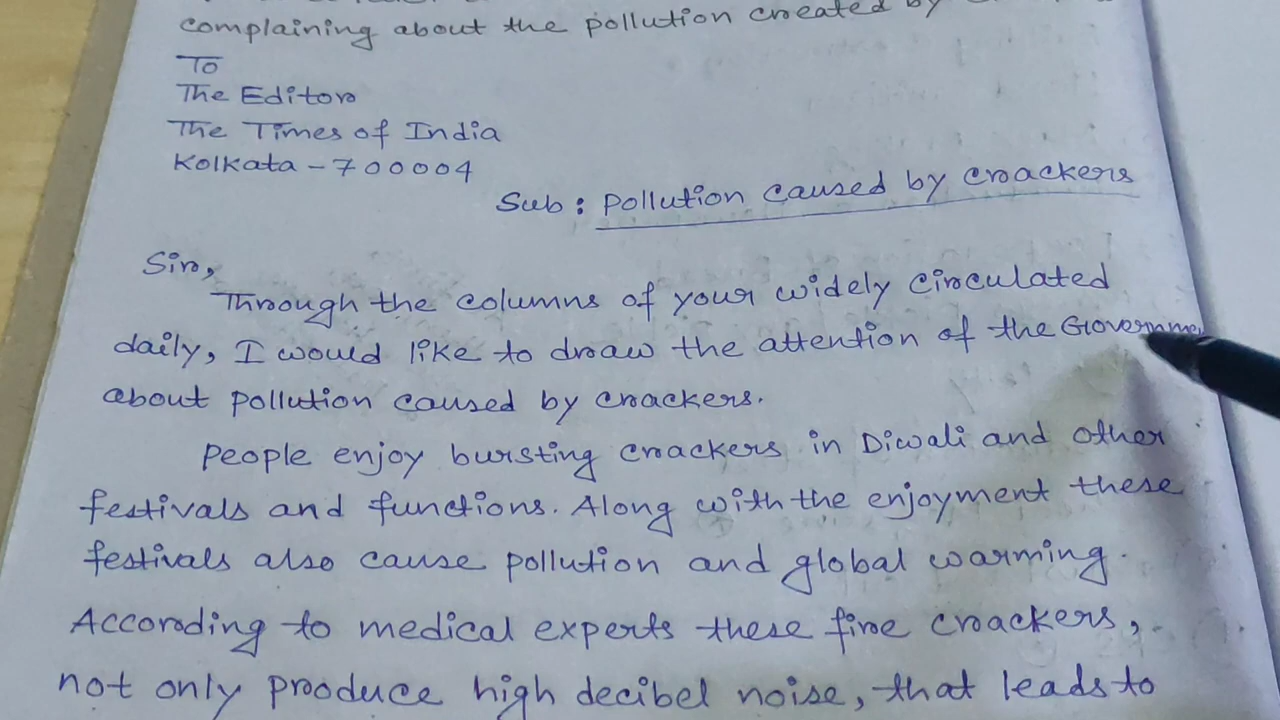 complaining about the pollution created by
To
The Editor
The Times of India
Kolkata - 700004
Sub: Pollution caused by crackers
Sir,
Through the columns of your widely circulated
daily, I would like to draw the attention of the
about pollution caused by crackers.
People enjoy bursting crackers in Diwali and other
festivals and functions. Along with the enjoyment these
festivals also cause pollution and global warming.
According to medical experts these fire crackers,
not only produce high decibel noise, that leads to